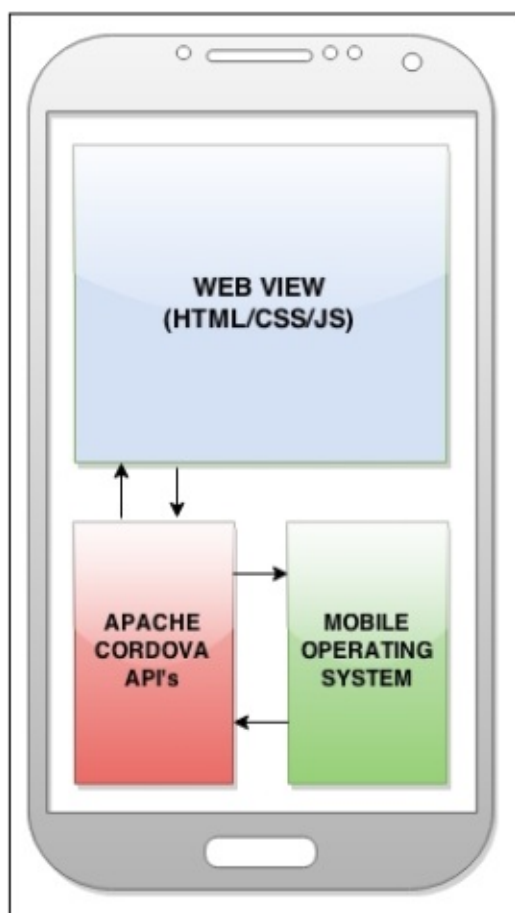 WEB VIEW
(HTML/CSS/JS)
APACHE
CORDOVA
API's
MOBILE
OPERATING
SYSTEM